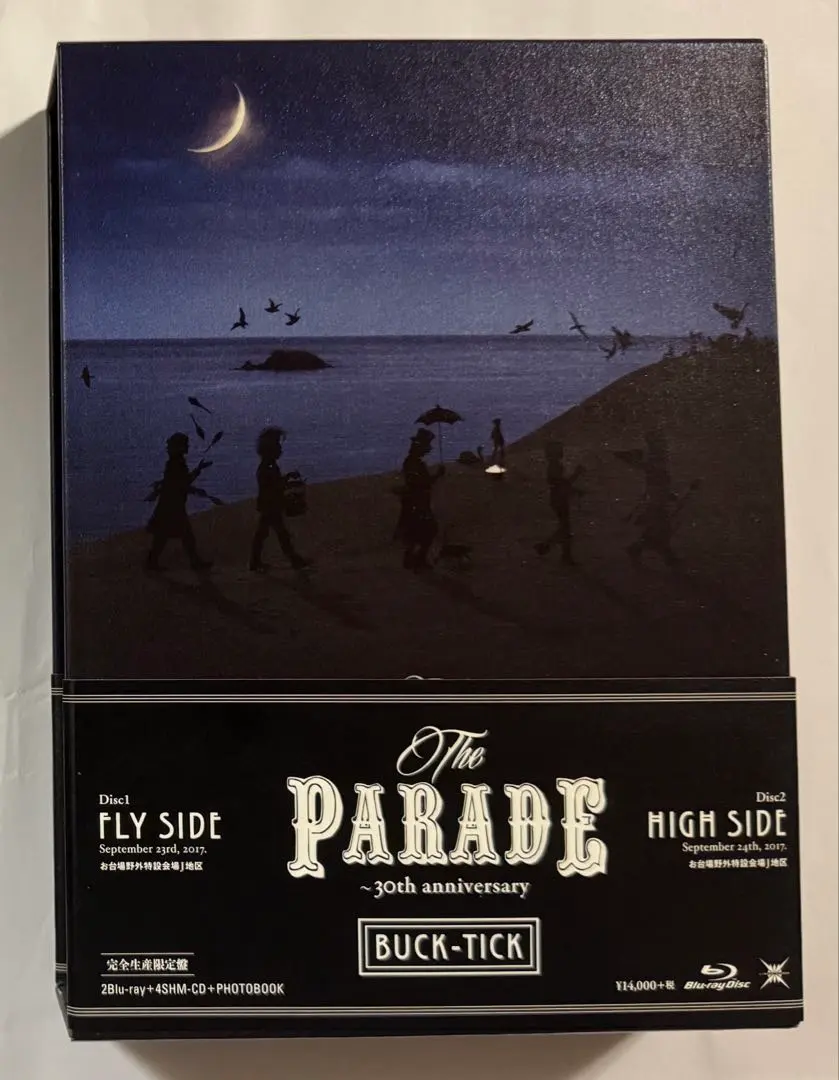 The
PARADE
~30th anniversary
Disc1
FLY SIDE
September 23rd, 2017.
お台場野外特設会場J地区
Disc2
HIGH SIDE
September 24th, 2017.
お台場野外特設会場J地区
BUCK-TICK
完全生産限定盤
2Blu-ray+4SHM-CD+PHOTOBOOK
¥14,000+税
Blu-ray Disc